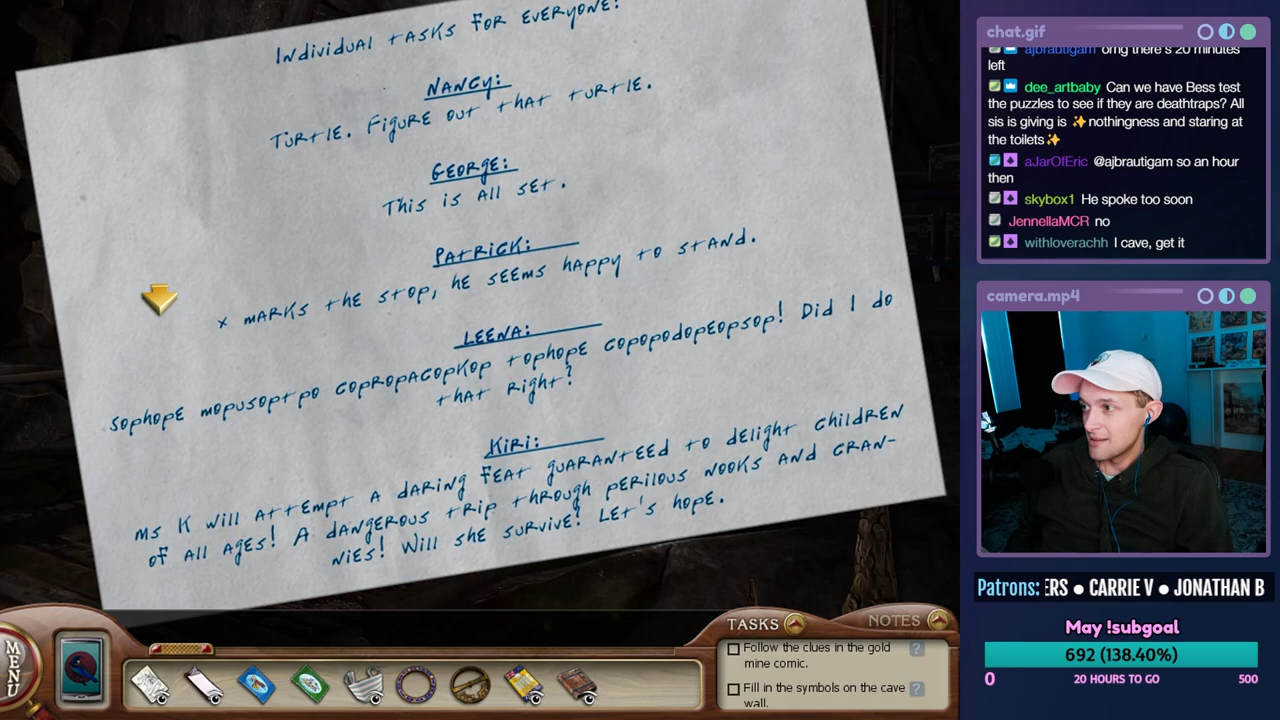 Individual tasks for everyone:
Nancy:
Turtle. Figure out that turtle.
George:
This is all set.
Patrick:
x marks the stop, he seems happy to stand.
Leena:
Sophope mopusoptpo copropacopkop tophope copopodopeopsop! Did I do
that right?
Kiri:
Ms K will attempt a daring feat guaranteed to delight children
of all ages! A dangerous trip through perilous nooks and cran-
nies! Will she survive? Let's hope.
MENU
TASKS
NOTES
Follow the clues in the gold
mine comic.
?
Fill in the symbols on the cave
wall.
?
chat.gif
ajbrautigam omg there's 20 minutes
left
dee_artbaby Can we have Bess test
the puzzles to see if they are deathtraps? All
sis is giving is ✨nothingness and staring at
the toilets✨
aJarOfEric @ajbrautigam so an hour
then
skybox1 He spoke too soon
JennellaMCR no
withloverachh I cave, get it
camera.mp4
Patrons: ERS ● CARRIE V ● JONATHAN B
May !subgoal
692 (138.40%)
0 20 HOURS TO GO 500